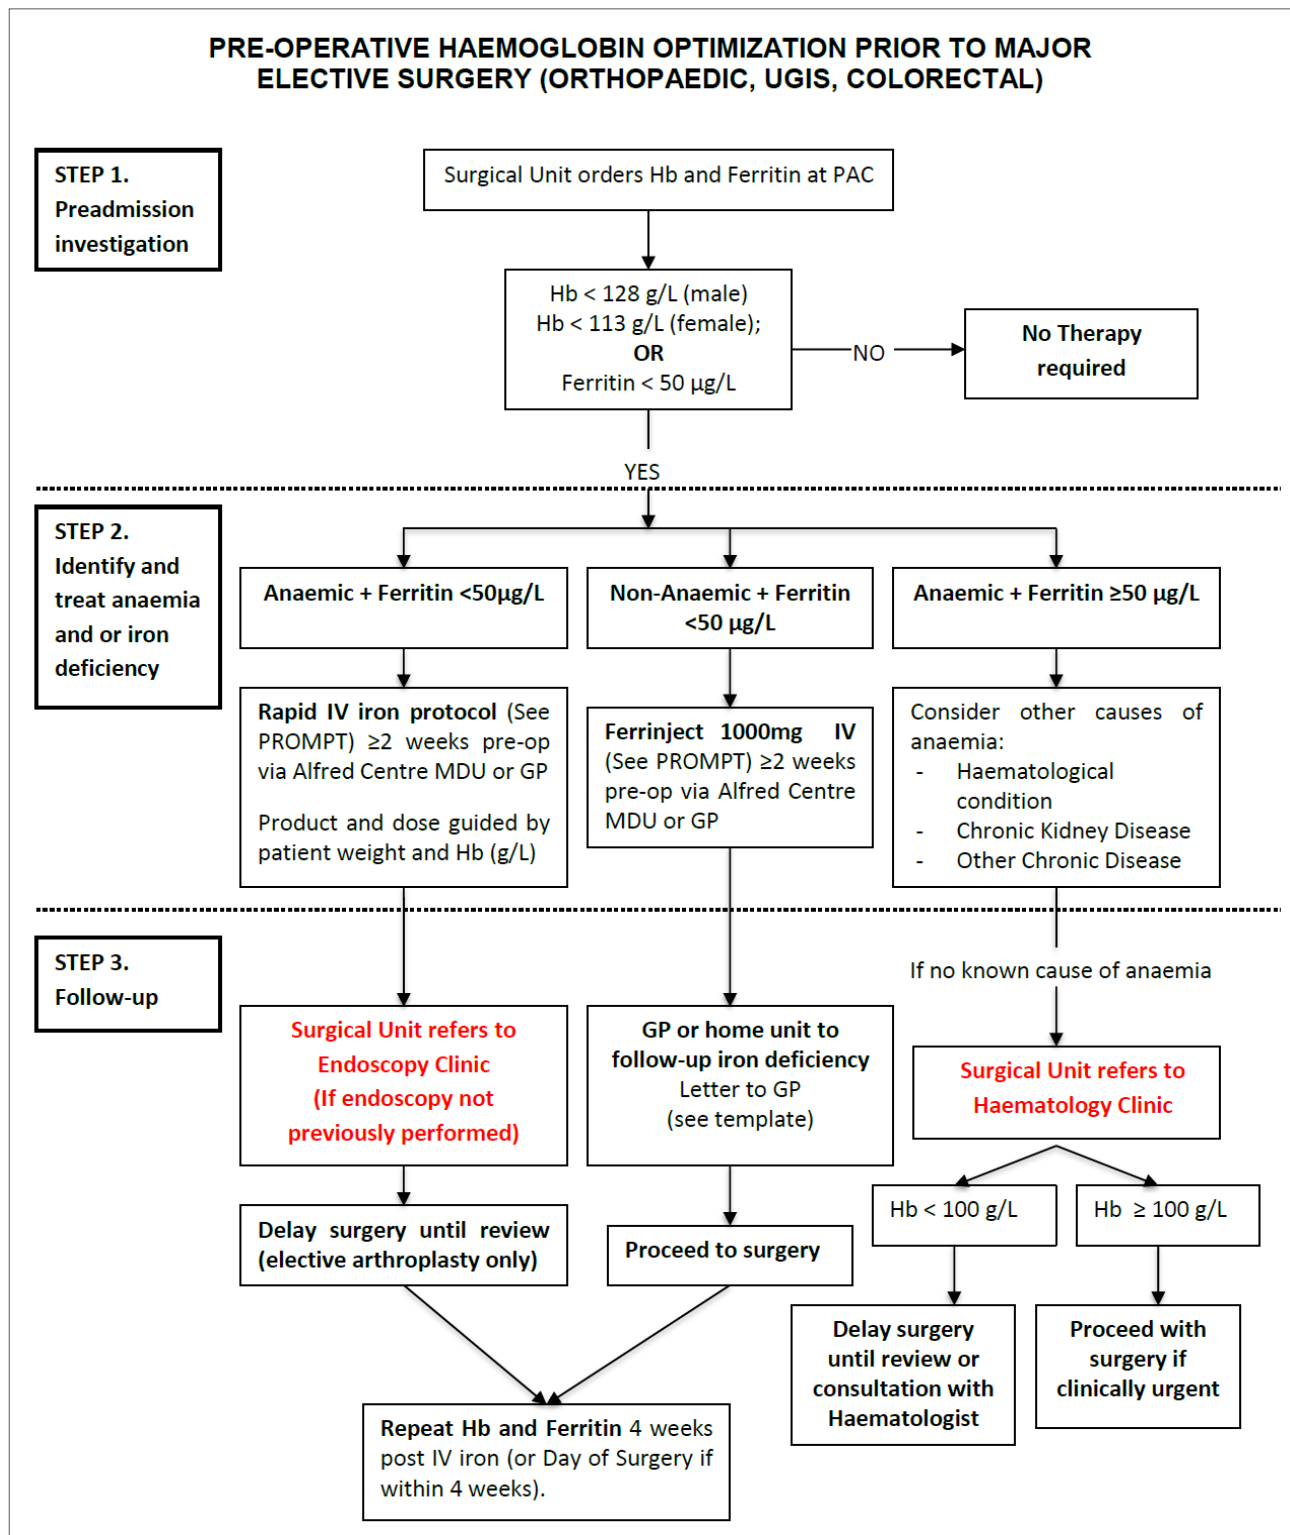 PRE-OPERATIVE HAEMOGLOBIN OPTIMIZATION PRIOR TO MAJOR
ELECTIVE SURGERY (ORTHOPAEDIC, UGIS, COLORECTAL)
STEP 1.
Preadmission
investigation
Surgical Unit orders Hb and Ferritin at PAC
Hb < 128 g/L (male)
Hb < 113 g/L (female);
OR
Ferritin < 50 µg/L
NO
No Therapy
required
YES
STEP 2.
Identify and
treat anaemia
and or iron
deficiency
Anaemic + Ferritin <50µg/L
Non-Anaemic + Ferritin
<50 µg/L
Anaemic + Ferritin ≥50 µg/L
Rapid IV iron protocol (See
PROMPT) ≥2 weeks pre-op
via Alfred Centre MDU or GP
Product and dose guided by
patient weight and Hb (g/L)
Ferrinject 1000mg IV
(See PROMPT) ≥2 weeks
pre-op via Alfred Centre
MDU or GP
Consider other causes of
anaemia:
- Haematological
condition
- Chronic Kidney Disease
- Other Chronic Disease
STEP 3.
Follow-up
If no known cause of anaemia
Surgical Unit refers to
Endoscopy Clinic
(If endoscopy not
previously performed)
GP or home unit to
follow-up iron deficiency
Letter to GP
(see template)
Surgical Unit refers to
Haematology Clinic
Delay surgery until review
(elective arthroplasty only)
Proceed to surgery
Hb < 100 g/L
Hb ≥ 100 g/L
Delay surgery
until review or
consultation with
Haematologist
Proceed with
surgery if
clinically urgent
Repeat Hb and Ferritin 4 weeks
post IV iron (or Day of Surgery if
within 4 weeks).